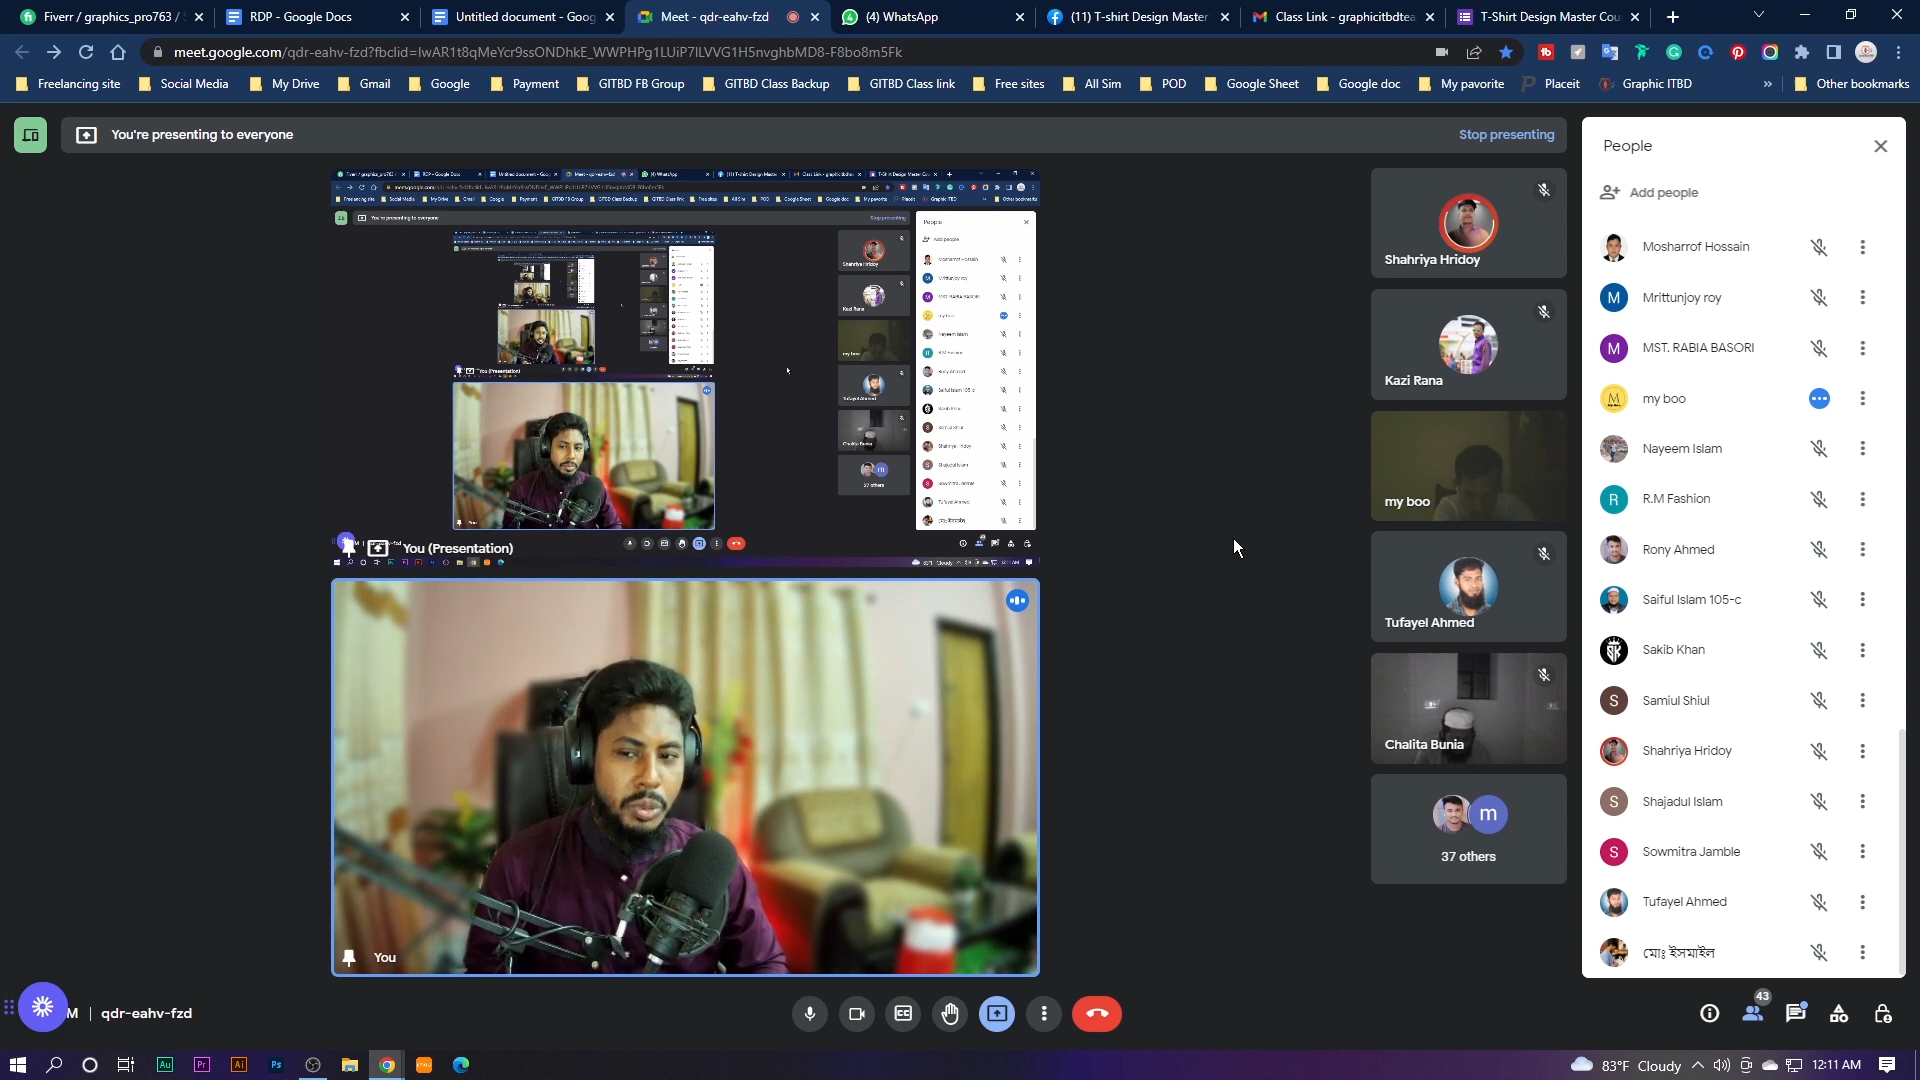 Fiverr / graphics_pro763 /
RDP - Google Docs
Untitled document - Goog
Meet - qdr-eahv-fzd
(4) WhatsApp
(11) T-shirt Design Master
Class Link - graphicitbdtea
T-Shirt Design Master Cou
meet.google.com/qdr-eahv-fzd?fbclid=IwAR1t8qMeYcr9ssONDhkE_WWPHPg1LUiP7lLVVG1H5nvghbMD8-F8bo8m5Fk
Freelancing site
Social Media
My Drive
Gmail
Google
Payment
GITBD FB Group
GITBD Class Backup
GITBD Class link
Free sites
All Sim
POD
Google Sheet
Google doc
My pavorite
Placeit
Graphic ITBD
»
Other bookmarks
You're presenting to everyone
Stop presenting
People
Add people
Mosharrof Hossain
M Mrittunjoy roy
M MST. RABIA BASORI
my boo
Nayeem Islam
R R.M Fashion
Rony Ahmed
Saiful Islam 105-c
Sakib Khan
S Samiul Shiul
Shahriya Hridoy
S Shajadul Islam
S Sowmitra Jamble
Tufayel Ahmed
মোঃ ইসমাইল
Shahriya Hridoy
Kazi Rana
my boo
Tufayel Ahmed
Chalita Bunia
m
37 others
You (Presentation)
You
M | qdr-eahv-fzd
43
Au
Pr
Ai
Ps
83°F Cloudy
12:11 AM